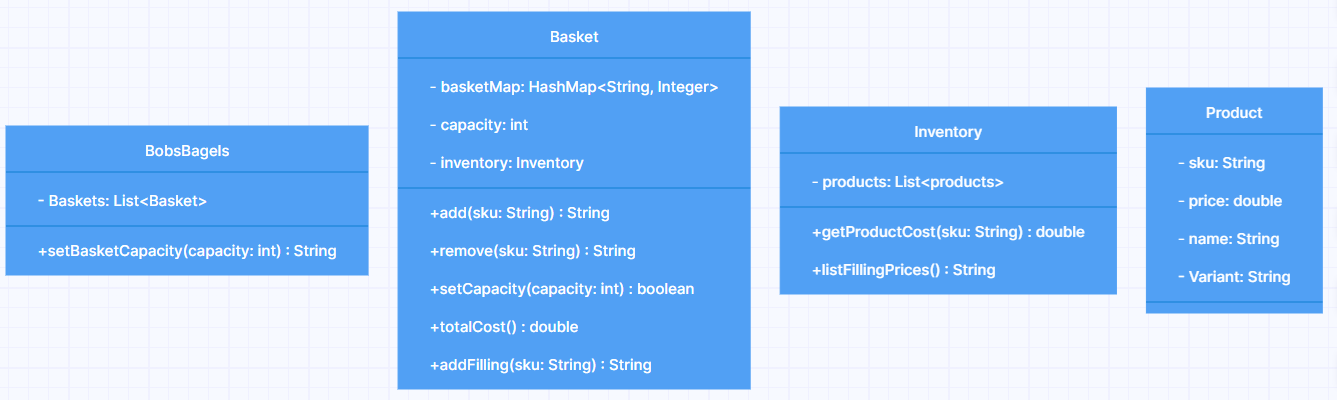 BobsBagels
- Baskets: List<Basket>
+setBasketCapacity(capacity: int) : String
Basket
- basketMap: HashMap<String, Integer>
- capacity: int
- inventory: Inventory
+add(sku: String) : String
+remove(sku: String) : String
+setCapacity(capacity: int) : boolean
+totalCost() : double
+addFilling(sku: String) : String
Inventory
- products: List<products>
+getProductCost(sku: String) : double
+listFillingPrices() : String
Product
- sku: String
- price: double
- name: String
- Variant: String